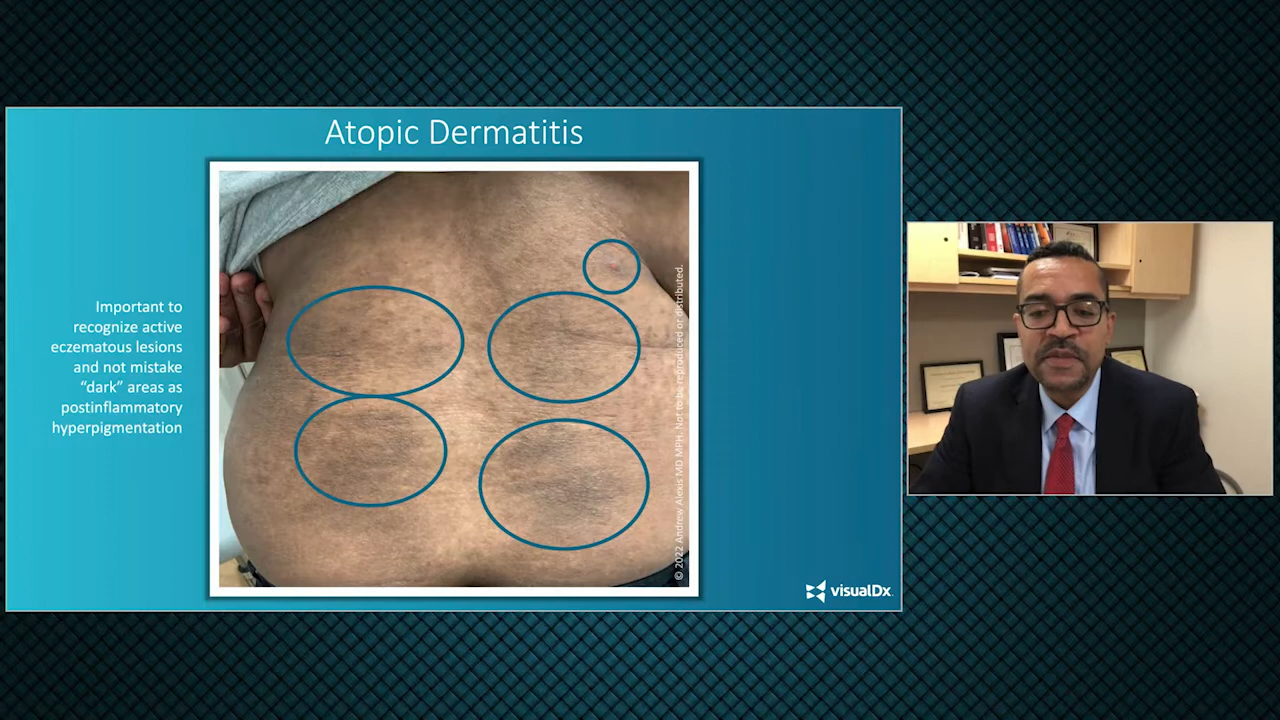 Atopic Dermatitis
Important to
recognize active
eczematous lesions
and not mistake
“dark” areas as
postinflammatory
hyperpigmentation
© 2022 Andrew Alexis MD MPH. Not to be reproduced or distributed.
visualDx